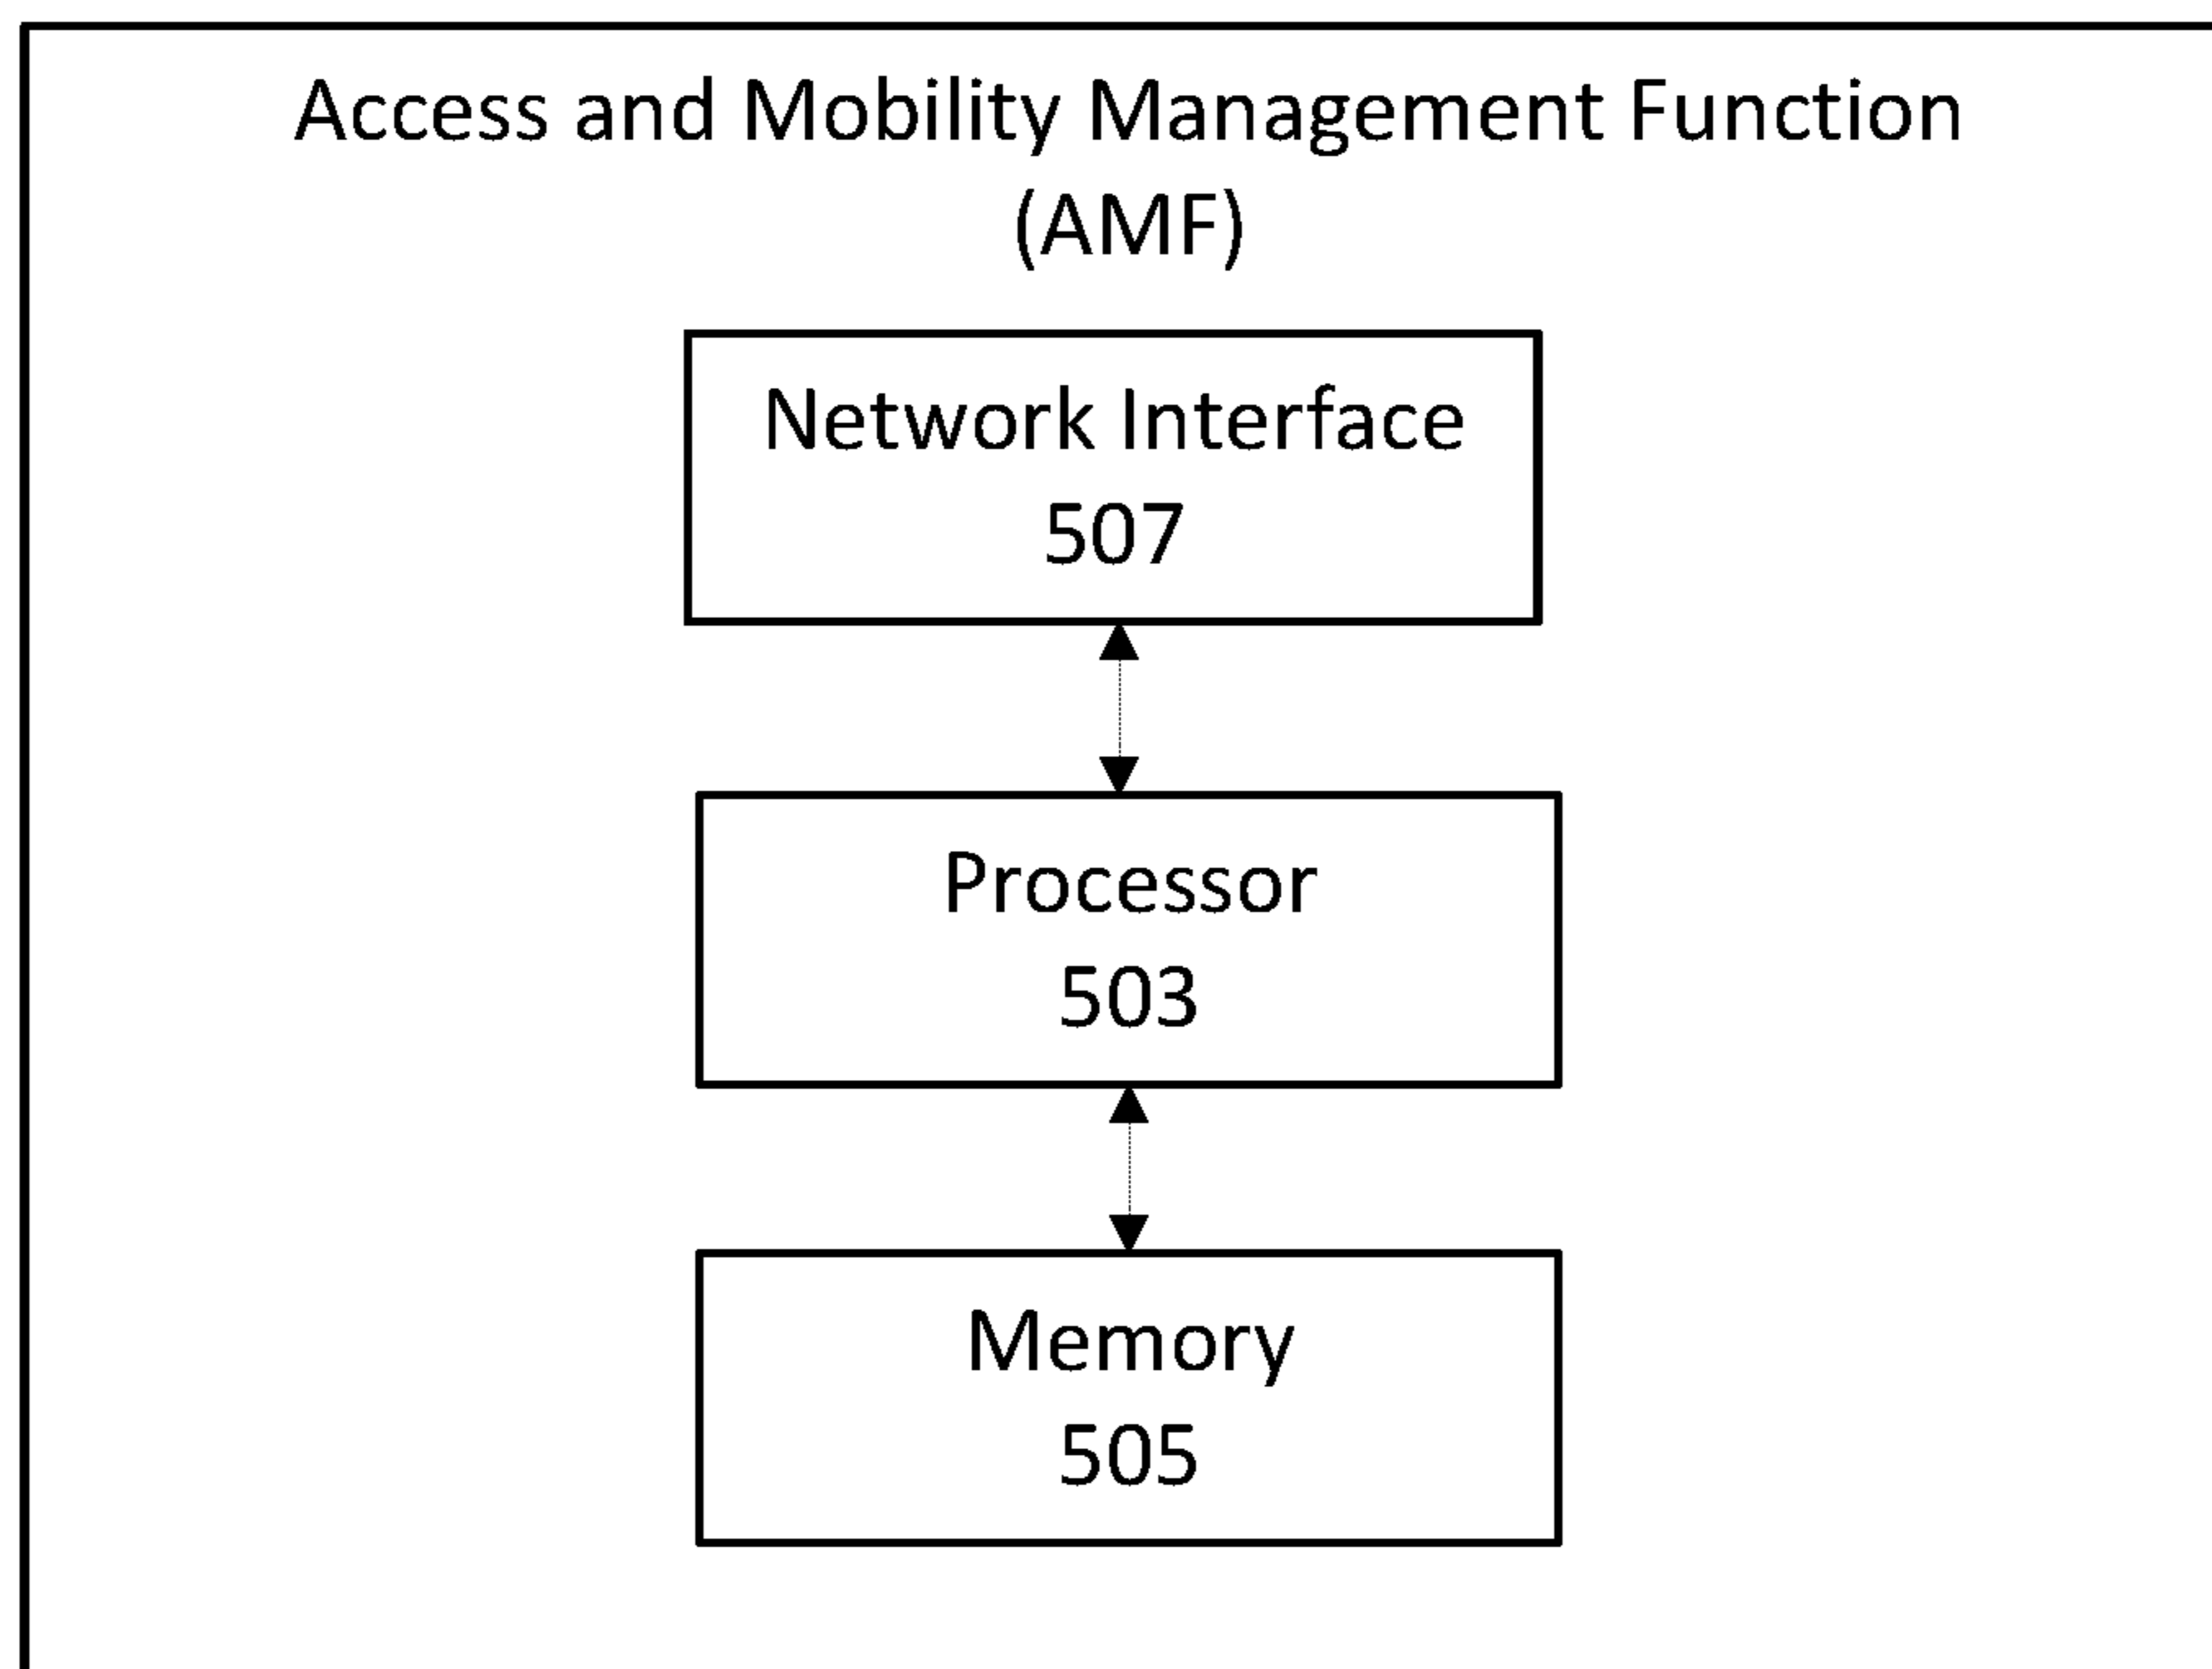 Access and Mobility Management Function
(AMF)
Network Interface
507
Processor
503
Memory
505